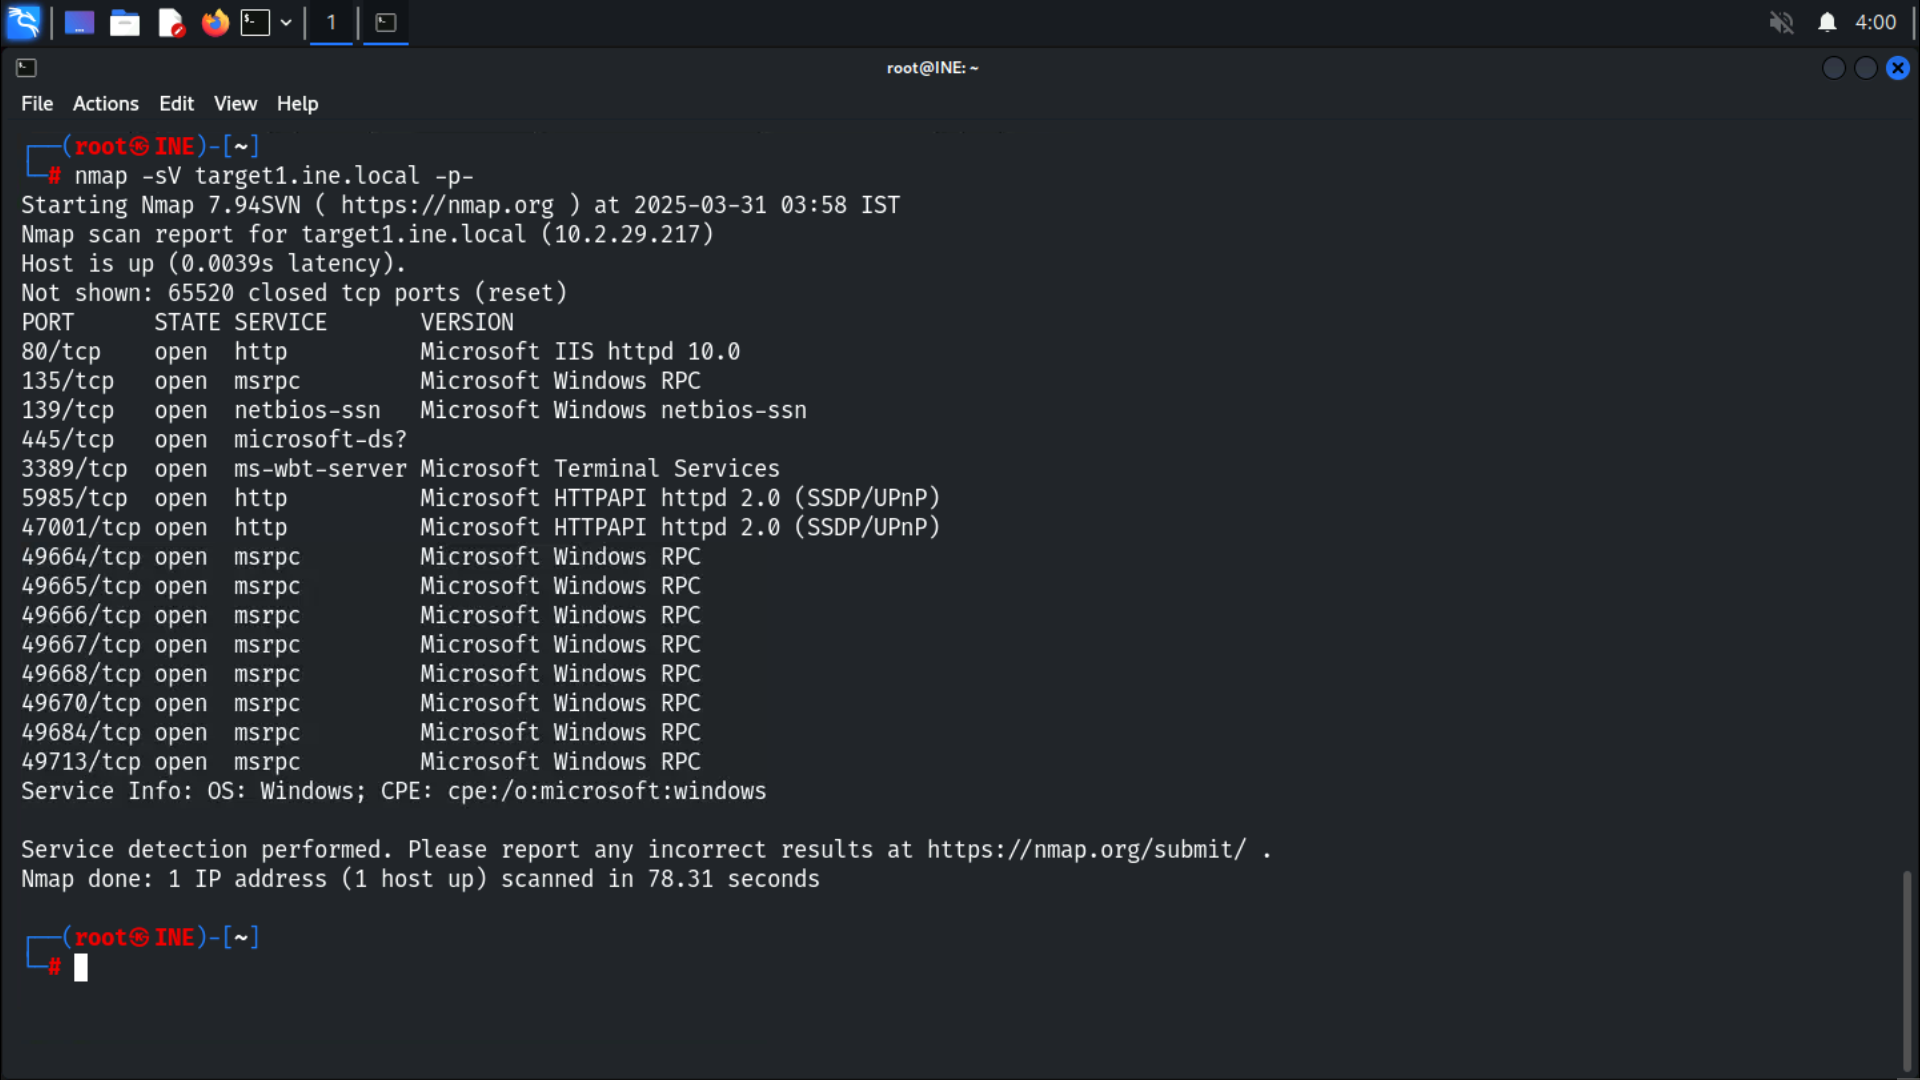 1
4:00
root@INE: ~
File Actions Edit View Help
┌──(root㉿INE)-[~]
└─# nmap -sV target1.ine.local -p-
Starting Nmap 7.94SVN ( https://nmap.org ) at 2025-03-31 03:58 IST
Nmap scan report for target1.ine.local (10.2.29.217)
Host is up (0.0039s latency).
Not shown: 65520 closed tcp ports (reset)
PORT      STATE SERVICE       VERSION
80/tcp    open  http          Microsoft IIS httpd 10.0
135/tcp   open  msrpc         Microsoft Windows RPC
139/tcp   open  netbios-ssn   Microsoft Windows netbios-ssn
445/tcp   open  microsoft-ds?
3389/tcp  open  ms-wbt-server Microsoft Terminal Services
5985/tcp  open  http          Microsoft HTTPAPI httpd 2.0 (SSDP/UPnP)
47001/tcp open  http          Microsoft HTTPAPI httpd 2.0 (SSDP/UPnP)
49664/tcp open  msrpc         Microsoft Windows RPC
49665/tcp open  msrpc         Microsoft Windows RPC
49666/tcp open  msrpc         Microsoft Windows RPC
49667/tcp open  msrpc         Microsoft Windows RPC
49668/tcp open  msrpc         Microsoft Windows RPC
49670/tcp open  msrpc         Microsoft Windows RPC
49684/tcp open  msrpc         Microsoft Windows RPC
49713/tcp open  msrpc         Microsoft Windows RPC
Service Info: OS: Windows; CPE: cpe:/o:microsoft:windows
Service detection performed. Please report any incorrect results at https://nmap.org/submit/ .
Nmap done: 1 IP address (1 host up) scanned in 78.31 seconds
┌──(root㉿INE)-[~]
└─#